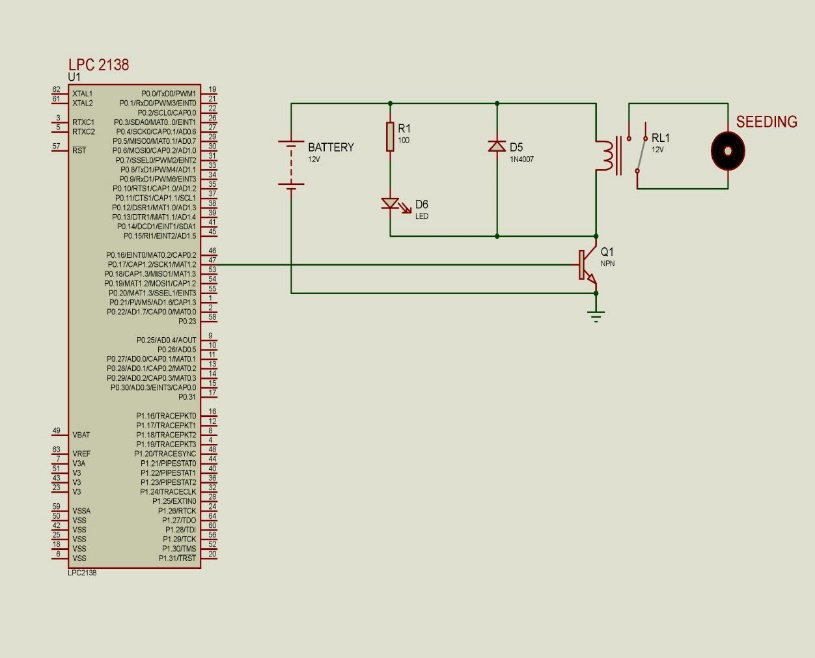 LPC 2138
U1
62 XTAL1
61 XTAL2
3 RTXC1
5 RTXC2
57 RST
49 VBAT
63 VREF
7 V3A
51 V3
43 V3
23 V3
59 VSSA
50 VSS
42 VSS
25 VSS
18 VSS
6 VSS
P0.0/TxD0/PWM1 19
P0.1/RxD0/PWM3/EINT0 21
P0.2/SCL0/CAP0.0 22
P0.3/SDA0/MAT0.0/EINT1 26
P0.4/SCK0/CAP0.1/AD0.6 27
P0.5/MISO0/MAT0.1/AD0.7 29
P0.6/MOSI0/CAP0.2/AD1.0 30
P0.7/SSEL0/PWM2/EINT2 31
P0.8/TxD1/PWM4/AD1.1 33
P0.9/RxD1/PWM6/EINT3 34
P0.10/RTS1/CAP1.0/AD1.2 35
P0.11/CTS1/CAP1.1/SCL1 37
P0.12/DSR1/MAT1.0/AD1.3 38
P0.13/DTR1/MAT1.1/AD1.4 39
P0.14/DCD1/EINT1/SDA1 41
P0.15/RI1/EINT2/AD1.5 45
P0.16/EINT0/MAT0.2/CAP0.2 46
P0.17/CAP1.2/SCK1/MAT1.2 47
P0.18/CAP1.3/MISO1/MAT1.3 53
P0.19/MAT1.2/MOSI1/CAP1.2 54
P0.20/MAT1.3/SSEL1/EINT3 55
P0.21/PWM5/AD1.6/CAP1.3 1
P0.22/AD1.7/CAP0.0/MAT0.0 2
P0.23 58
P0.25/AD0.4/AOUT 9
P0.26/AD0.5 10
P0.27/AD0.0/CAP0.1/MAT0.1 11
P0.28/AD0.1/CAP0.2/MAT0.2 13
P0.29/AD0.2/CAP0.3/MAT0.3 14
P0.30/AD0.3/EINT3/CAP0.0 15
P0.31 17
P1.16/TRACEPKT0 16
P1.17/TRACEPKT1 12
P1.18/TRACEPKT2 8
P1.19/TRACEPKT3 4
P1.20/TRACESYNC 48
P1.21/PIPESTAT0 44
P1.22/PIPESTAT1 40
P1.23/PIPESTAT2 36
P1.24/TRACECLK 32
P1.25/EXTIN0 28
P1.26/RTCK 24
P1.27/TDO 64
P1.28/TDI 60
P1.29/TCK 56
P1.30/TMS 52
P1.31/TRST 20
LPC2138
BATTERY
12V
R1
100
D6
LED
D5
1N4007
RL1
12V
SEEDING
Q1
NPN